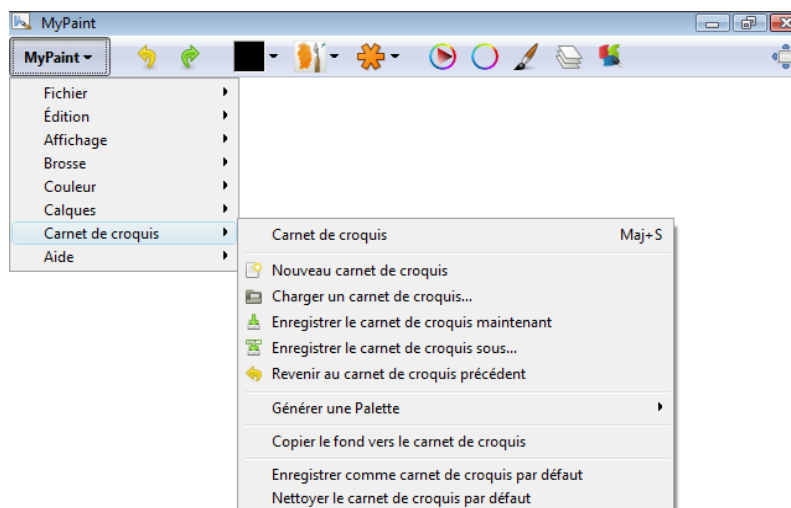 MyPaint
MyPaint
Fichier
Édition
Affichage
Brosse
Couleur
Calques
Carnet de croquis
Aide
Carnet de croquis Maj+S
Nouveau carnet de croquis
Charger un carnet de croquis...
Enregistrer le carnet de croquis maintenant
Enregistrer le carnet de croquis sous...
Revenir au carnet de croquis précédent
Générer une Palette
Copier le fond vers le carnet de croquis
Enregistrer comme carnet de croquis par défaut
Nettoyer le carnet de croquis par défaut